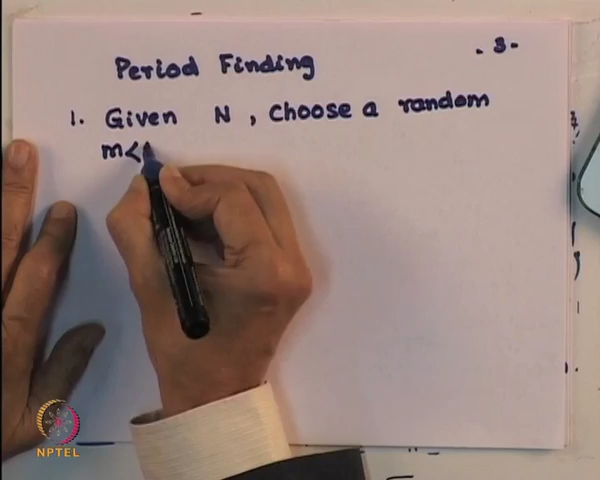 Period Finding
- 3 -
1. Given N, Choose a random
m<
NPTEL